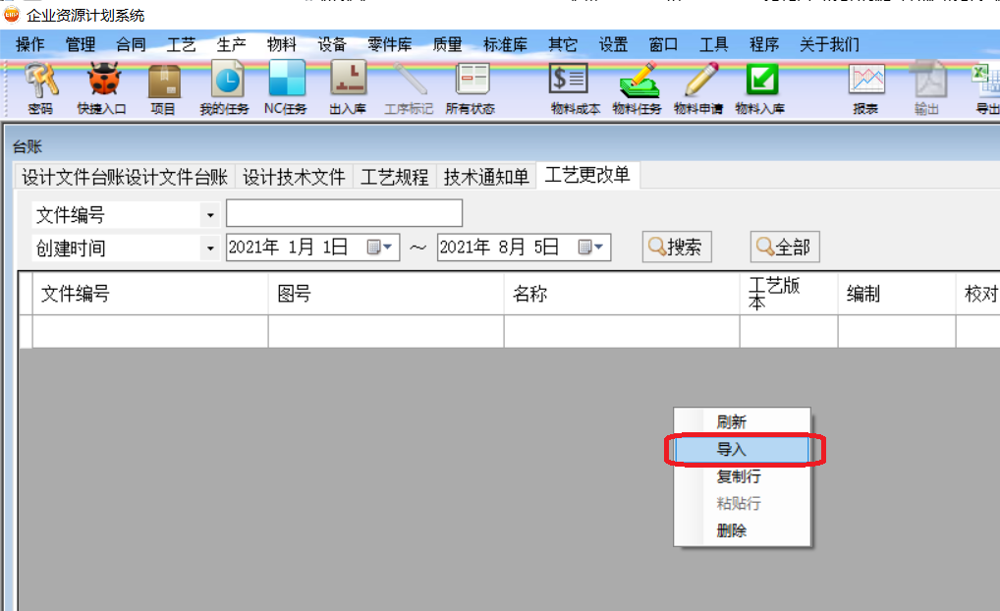 企业资源计划系统
操作 管理 合同 工艺 生产 物料 设备 零件库 质量 标准库 其它 设置 窗口 工具 程序 关于我们
密码 快捷入口 项目 我的任务 NC任务 出入库 工序标记 所有状态 物料成本 物料任务 物料申请 物料入库 报表 输出 导出
台账
设计文件台账设计文件台账 设计技术文件 工艺规程 技术通知单 工艺更改单
文件编号
创建时间 2021年 1月 1日 ～ 2021年 8月 5日 搜索 全部
文件编号 图号 名称 工艺版本 编制 校对
刷新
导入
复制行
粘贴行
删除